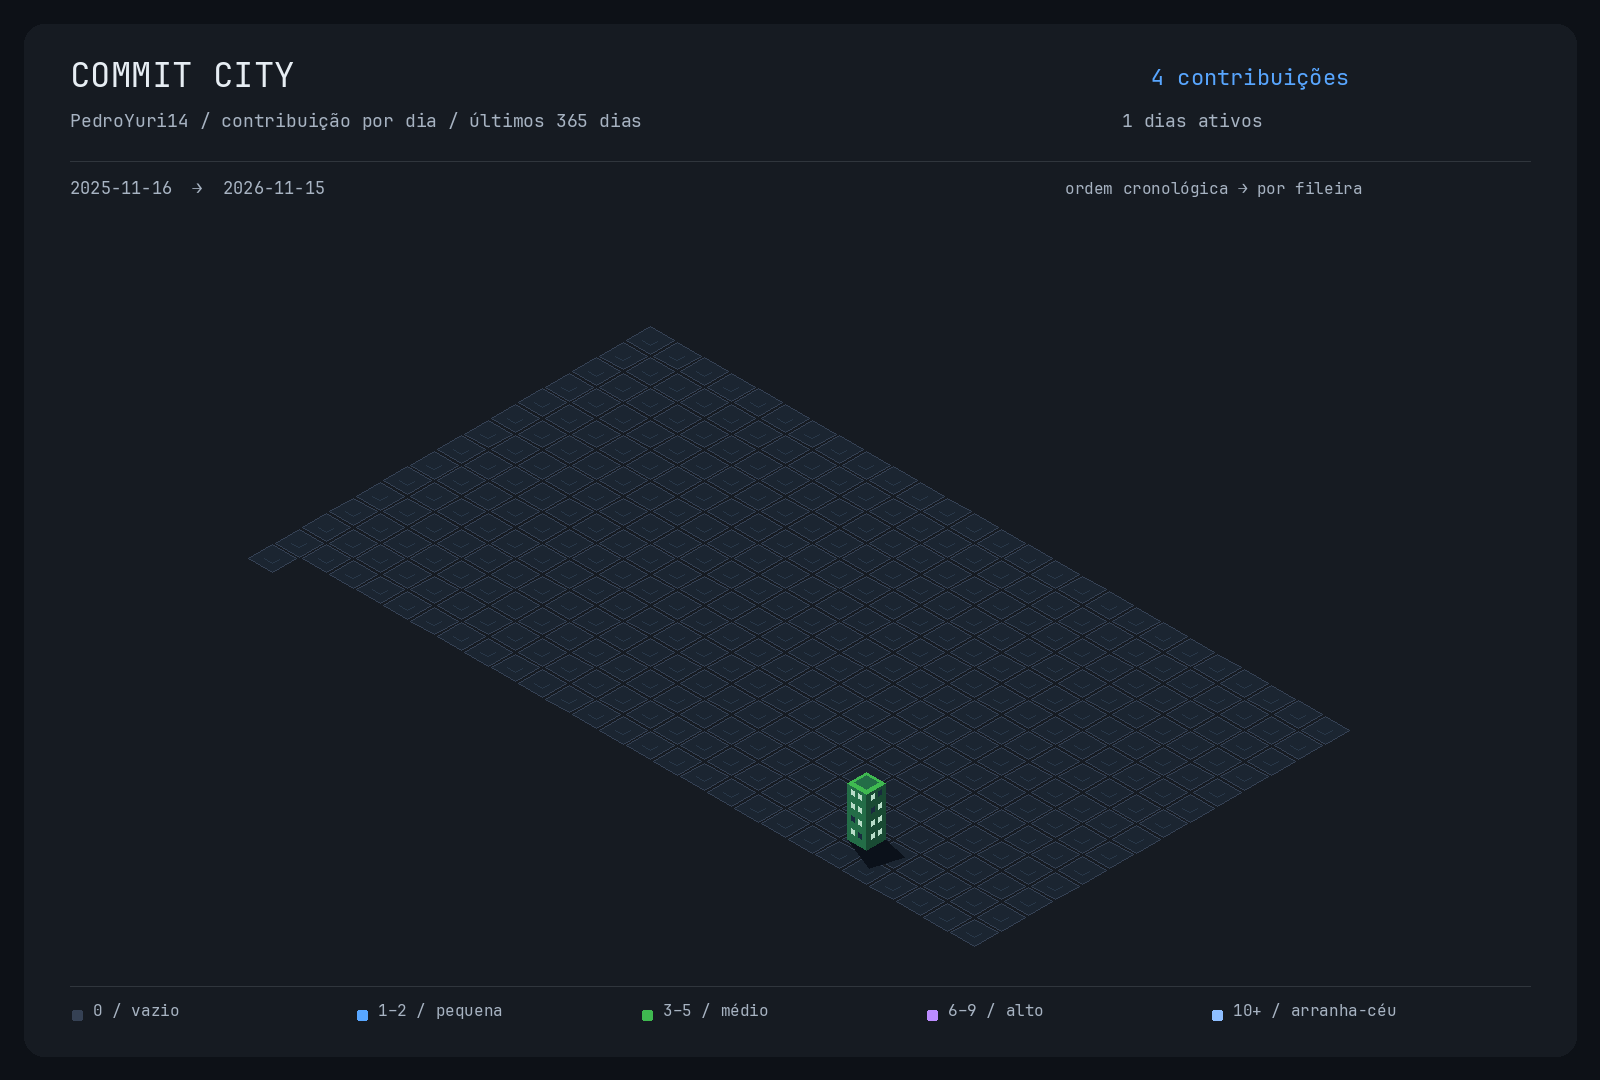 COMMIT CITY
4 contribuições
PedroYuri14 / contribuição por dia / últimos 365 dias
1 dias ativos
2025-11-16 → 2026-11-15
ordem cronológica → por fileira
0 / vazio
1–2 / pequena
3–5 / médio
6–9 / alto
10+ / arranha-céu